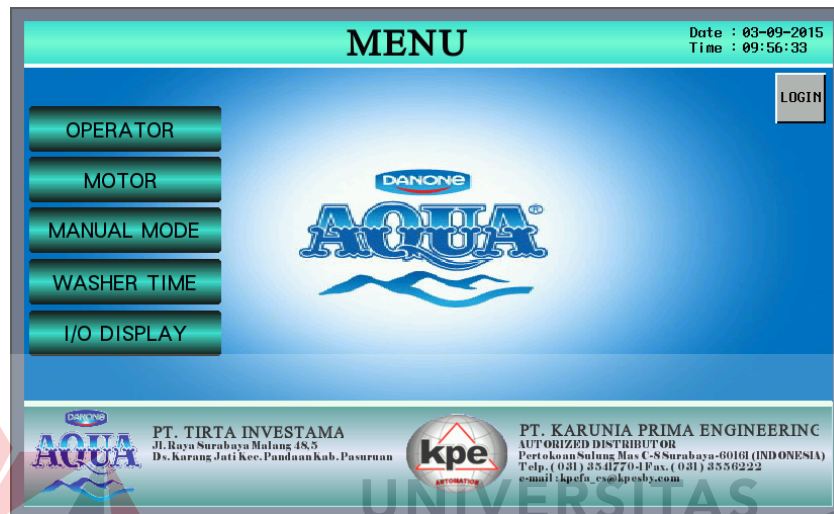 MENU
Date : 03-09-2015
Time : 09:56:33
LOGIN
OPERATOR
MOTOR
MANUAL MODE
WASHER TIME
I/O DISPLAY
DANONE
AQUA®
DANONE
AQUA
PT. TIRTA INVESTAMA
Jl. Raya Surabaya Malang 48,5
Ds. Karang Jati Kec. Pandaan Kab. Pasuruan
kpe
AUTOMATION
PT. KARUNIA PRIMA ENGINEERING
AUTORIZED DISTRIBUTOR
Pertokoan Sulung Mas C-8 Surabaya-60161 (INDONESIA)
Telp. ( 031) 3541770-1 Fax. ( 031) 3556222
e-mail : kpefa_cs@kpesby.com
UNIVERSITAS